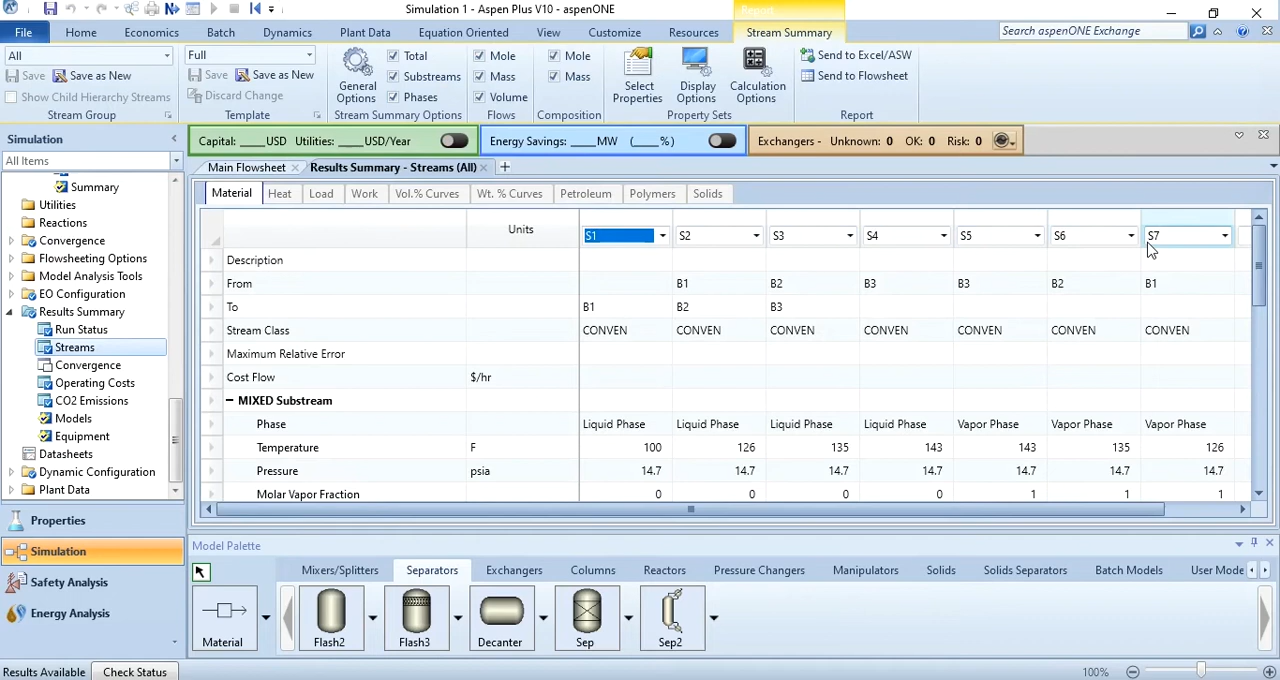 Simulation 1 - Aspen Plus V10 - aspenONE
Report
File Home Economics Batch Dynamics Plant Data Equation Oriented View Customize Resources Stream Summary Search aspenONE Exchange
All Full Total Mole Mole Send to Excel/ASW
Save Save as New Save Save as New General Options Substreams Mass Mass Select Properties Display Options Calculation Options Send to Flowsheet
Show Child Hierarchy Streams Discard Change Phases Volume
Stream Group Template Stream Summary Options Flows Composition Property Sets Report
Simulation
Capital: ____USD Utilities: ____USD/Year Energy Savings: ____MW (____%) Exchangers - Unknown: 0 OK: 0 Risk: 0
All Items
Main Flowsheet Results Summary - Streams (All)
Summary
Utilities
Reactions
Convergence
Flowsheeting Options
Model Analysis Tools
EO Configuration
Results Summary
Run Status
Streams
Convergence
Operating Costs
CO2 Emissions
Models
Equipment
Datasheets
Dynamic Configuration
Plant Data
Properties
Simulation
Safety Analysis
Energy Analysis
Material Heat Load Work Vol.% Curves Wt. % Curves Petroleum Polymers Solids
Units S1 S2 S3 S4 S5 S6 S7
Description
From B1 B2 B3 B3 B2 B1
To B1 B2 B3
Stream Class CONVEN CONVEN CONVEN CONVEN CONVEN CONVEN CONVEN
Maximum Relative Error
Cost Flow $/hr
MIXED Substream
Phase Liquid Phase Liquid Phase Liquid Phase Liquid Phase Vapor Phase Vapor Phase Vapor Phase
Temperature F 100 126 135 143 143 135 126
Pressure psia 14.7 14.7 14.7 14.7 14.7 14.7 14.7
Molar Vapor Fraction 0 0 0 0 1 1 1
Model Palette
Mixers/Splitters Separators Exchangers Columns Reactors Pressure Changers Manipulators Solids Solids Separators Batch Models User Mode
Material Flash2 Flash3 Decanter Sep Sep2
Results Available Check Status 100%